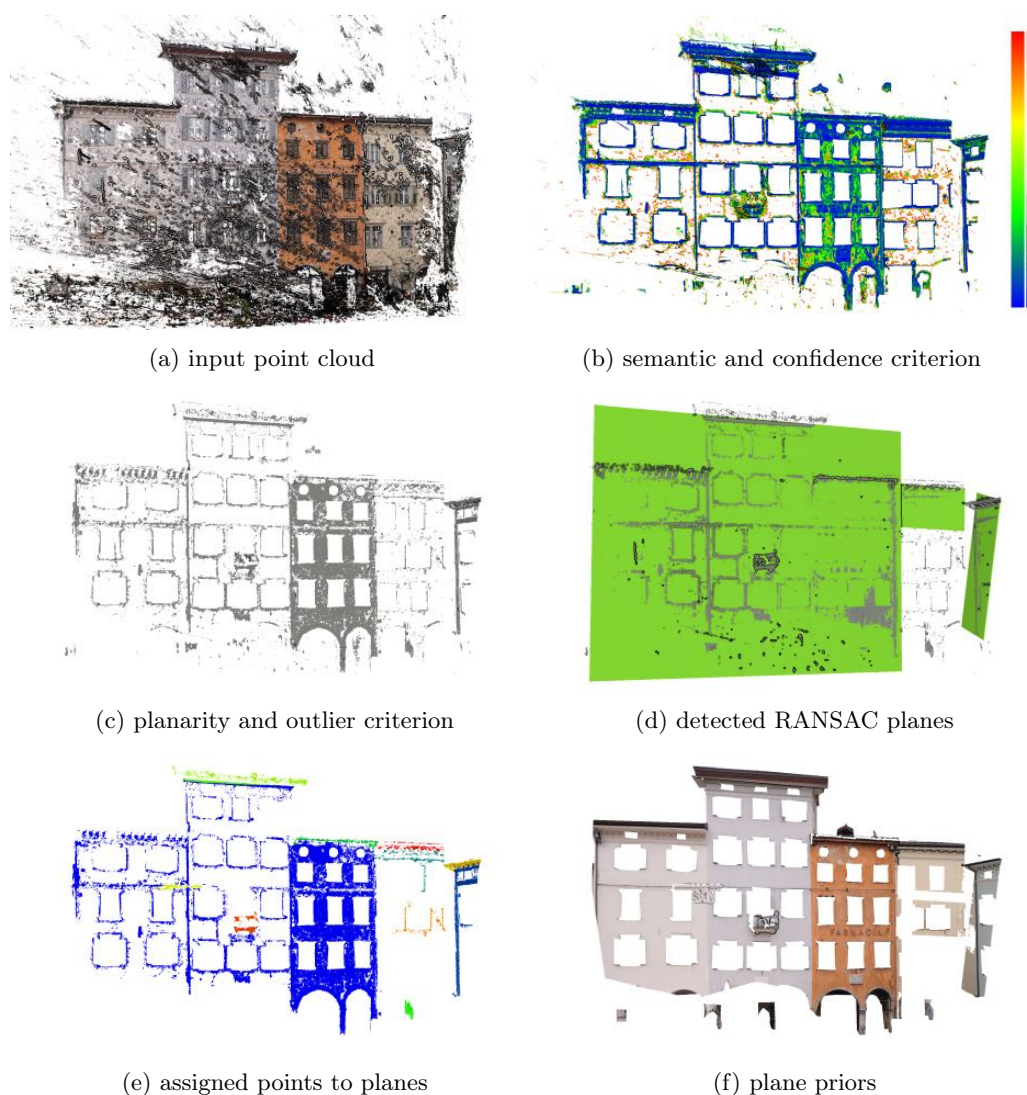 (a) input point cloud
(b) semantic and confidence criterion
(c) planarity and outlier criterion
(d) detected RANSAC planes
FARMACIA
(e) assigned points to planes
(f) plane priors